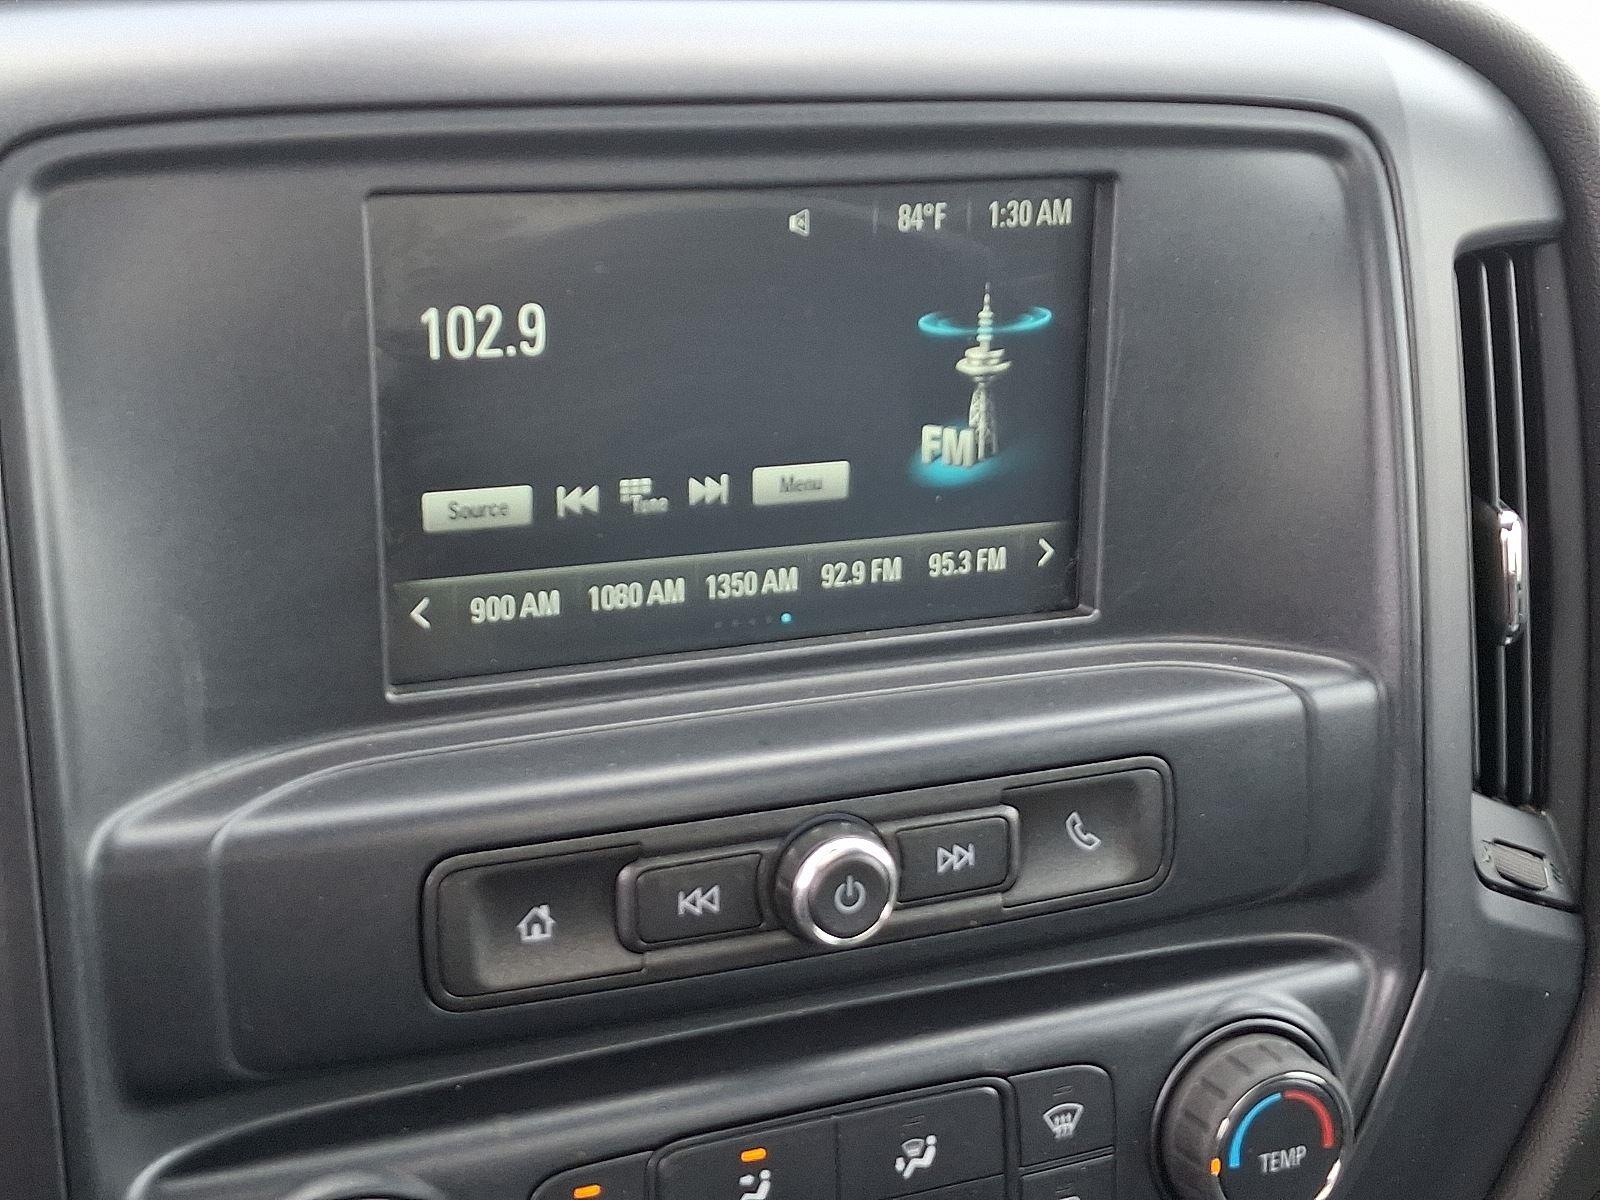 84°F 1:30 AM
102.9
FM
Source Tune Menu
900 AM 1080 AM 1350 AM 92.9 FM 95.3 FM
TEMP